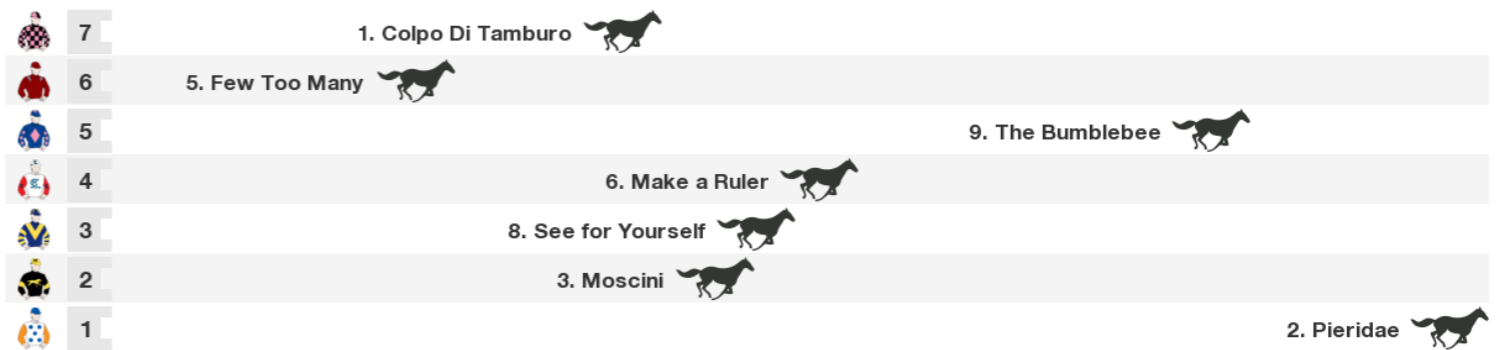 7 1. Colpo Di Tamburo
6 5. Few Too Many
5 9. The Bumblebee
4 6. Make a Ruler
3 8. See for Yourself
2 3. Moscini
1 2. Pieridae